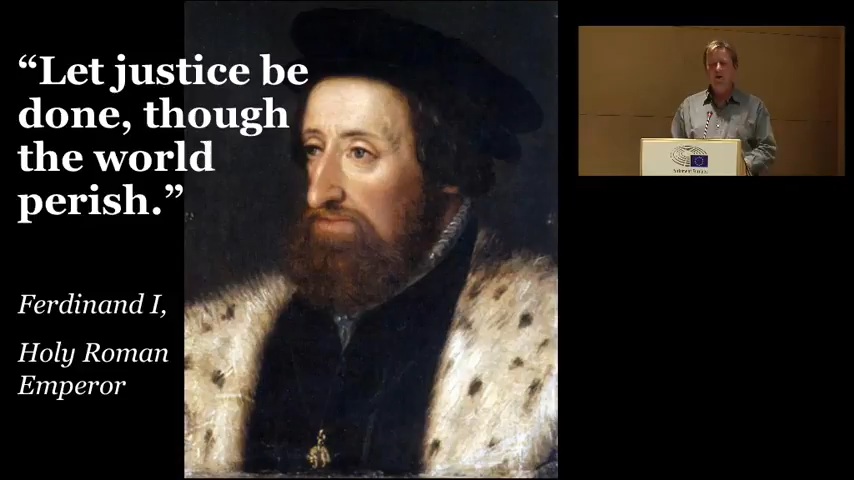 “Let justice be
done, though
the world
perish.”
Ferdinand I,
Holy Roman
Emperor